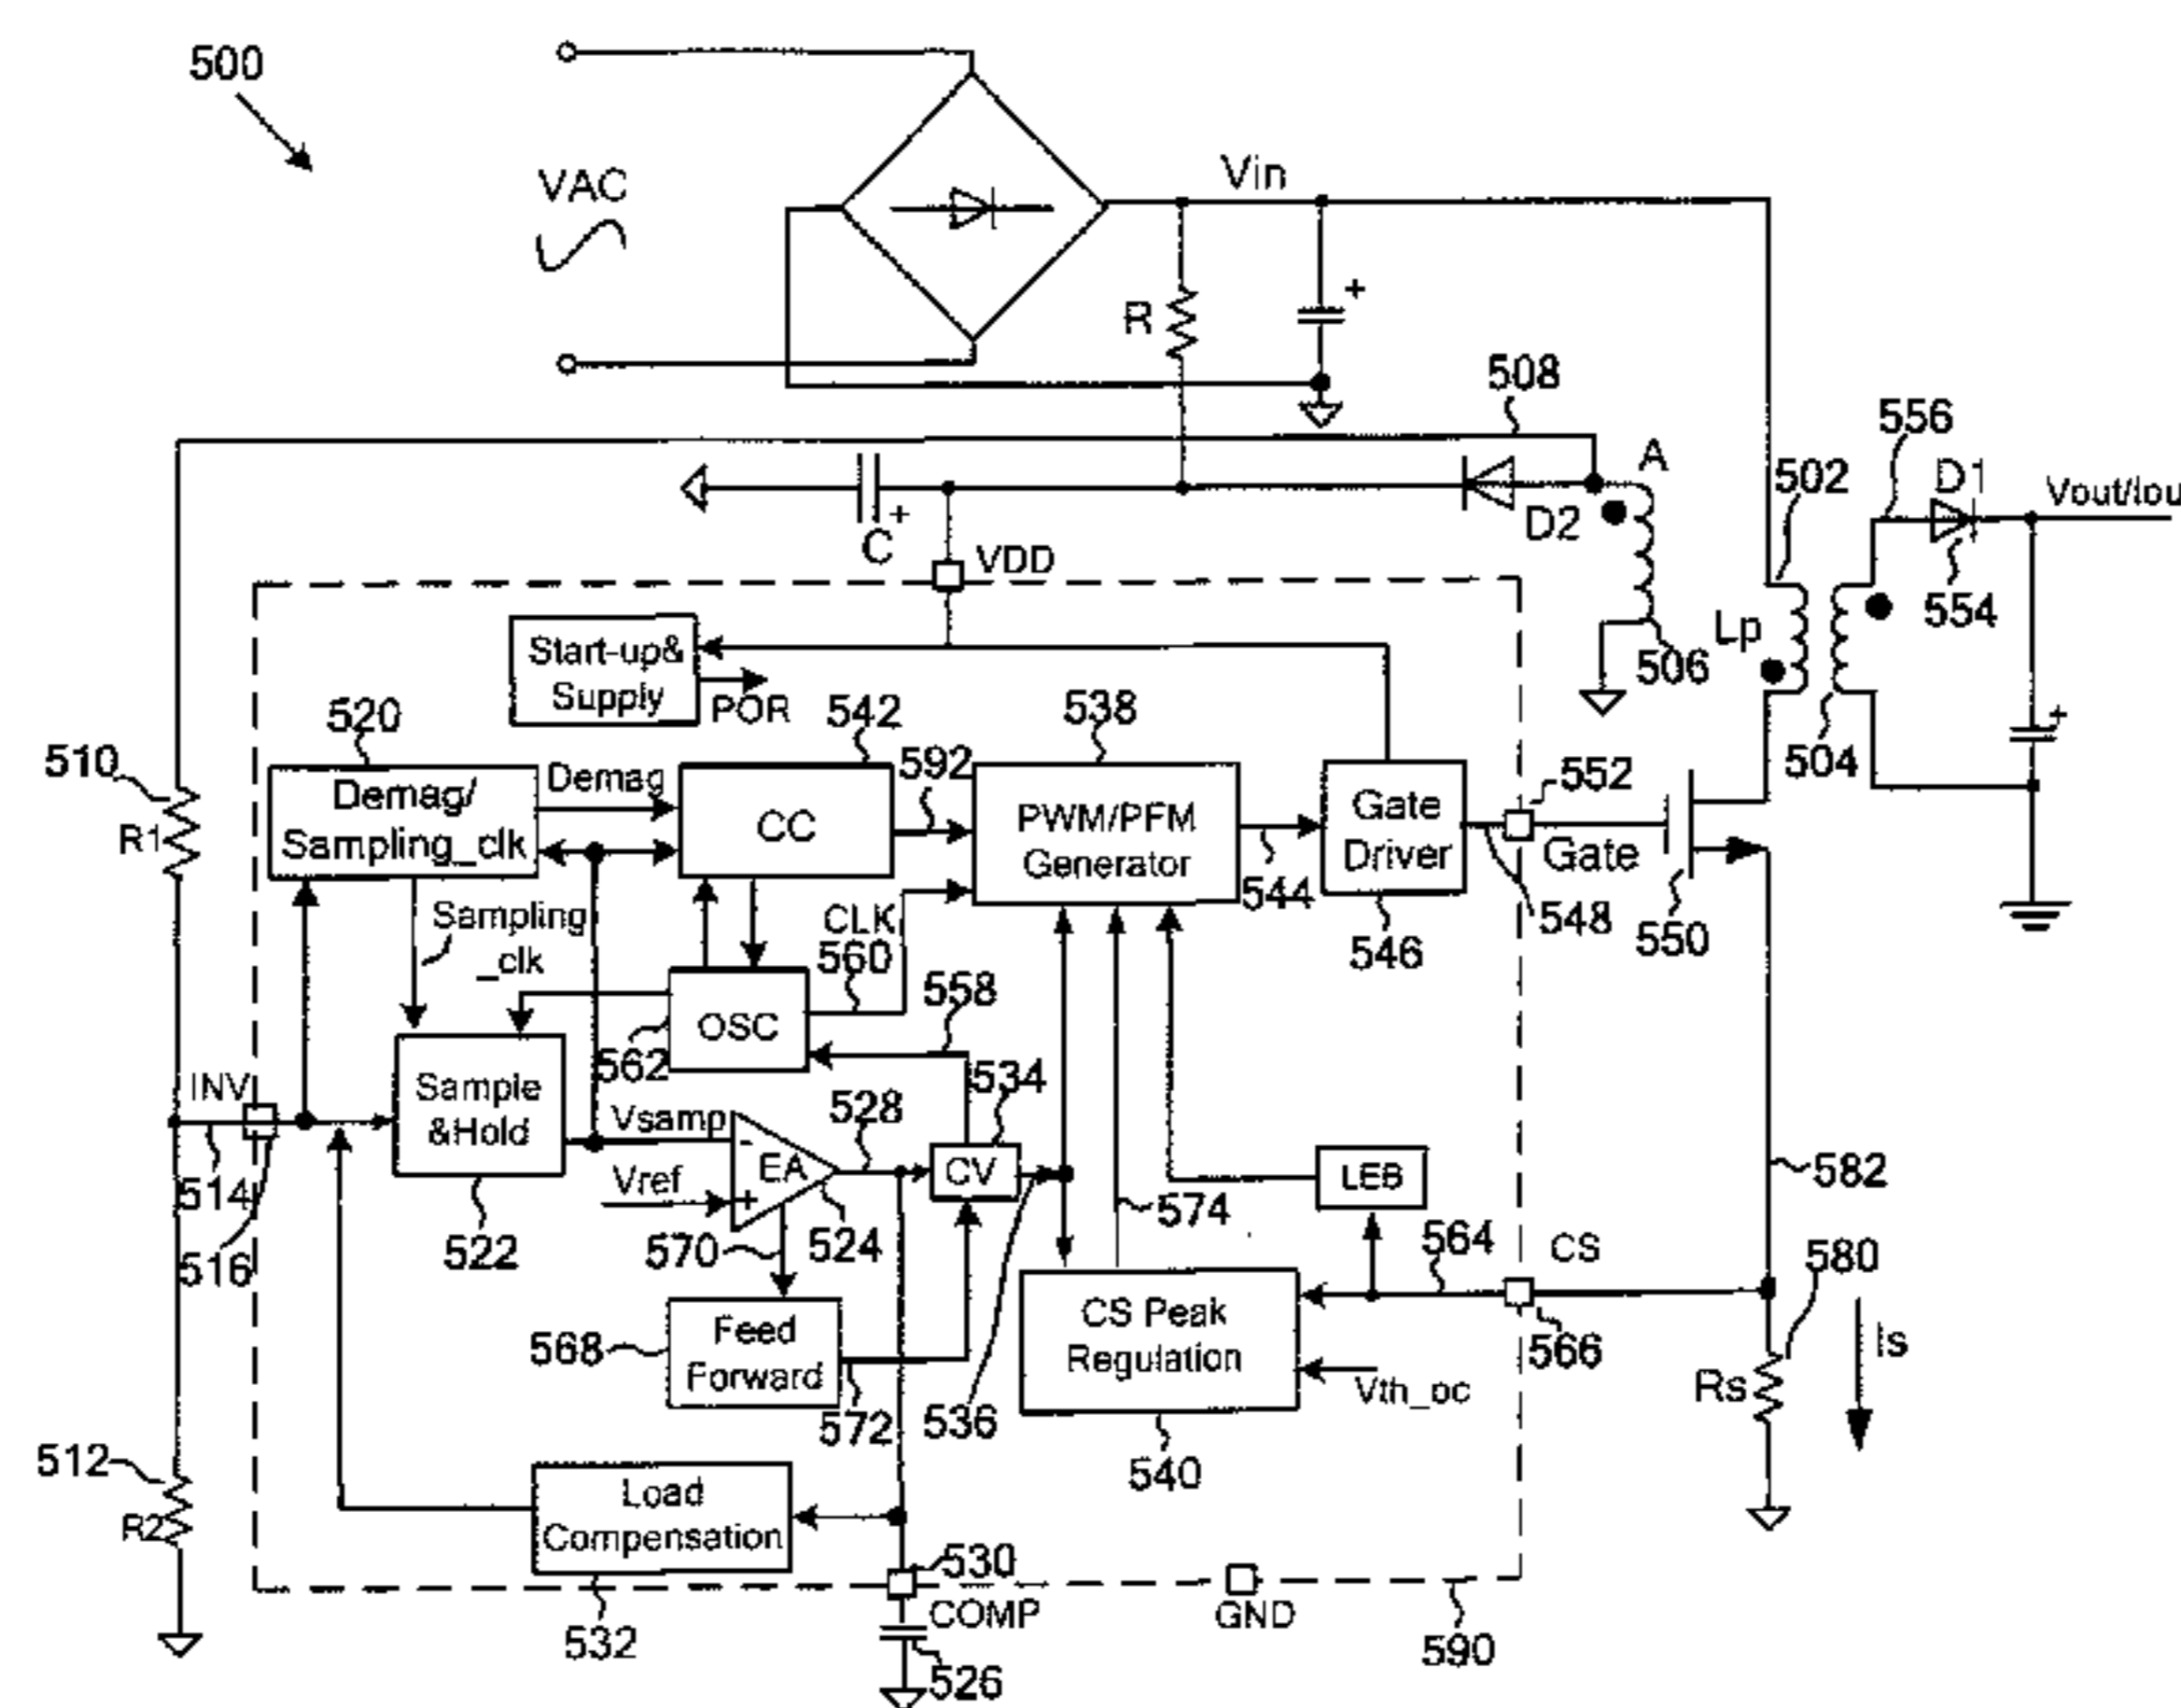 500
VAC
Vin
R
+
508
556
A
502
D1
Vout/Iou
D2
C
+
VDD
554
Lp
506
Start-up&
Supply
POR
520
542
538
504
+
510
Demag/
Sampling_clk
Demag
CC
592
PWM/PFM
Generator
Gate
Driver
552
Gate
R1
544
548
550
546
Sampling
_clk
CLK
560
558
OSC
562
534
INV
Sample
&Hold
Vsamp
528
-
EA
+
CV
LEB
582
Vref
514
516
522
570
524
574
564
CS
580
568
Feed
Forward
572
536
CS Peak
Regulation
Vth_oc
566
Rs
Is
540
512
R2
Load
Compensation
530
COMP
GND
532
526
590